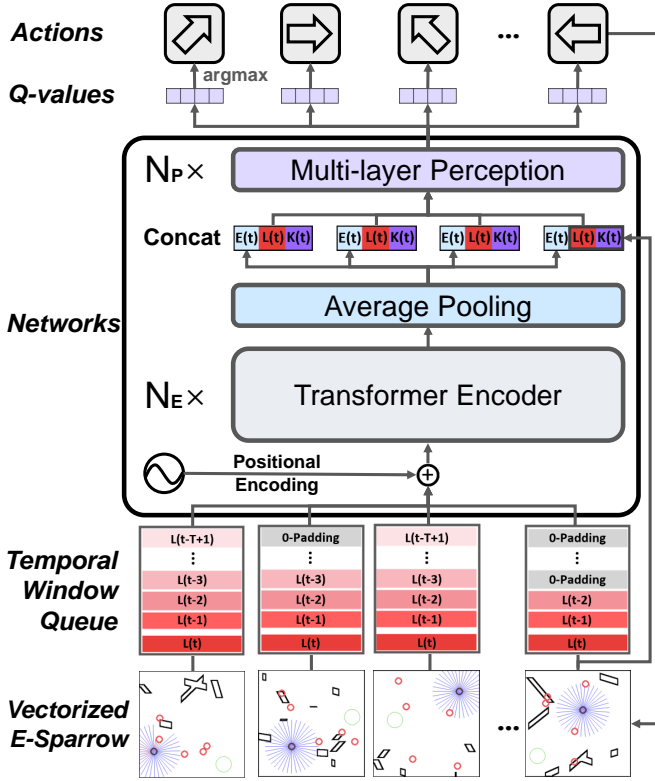 Actions
...
argmax
Q-values
NP×
Multi-layer Perception
Concat
E(t) L(t) K(t)
E(t) L(t) K(t)
E(t) L(t) K(t)
E(t) L(t) K(t)
Networks
Average Pooling
NE×
Transformer Encoder
Positional
Encoding
Temporal
Window
Queue
L(t-T+1)
...
L(t-3)
L(t-2)
L(t-1)
L(t)
0-Padding
...
L(t-3)
L(t-2)
L(t-1)
L(t)
L(t-T+1)
...
L(t-3)
L(t-2)
L(t-1)
L(t)
0-Padding
...
0-Padding
L(t-2)
L(t-1)
L(t)
Vectorized
E-Sparrow
...